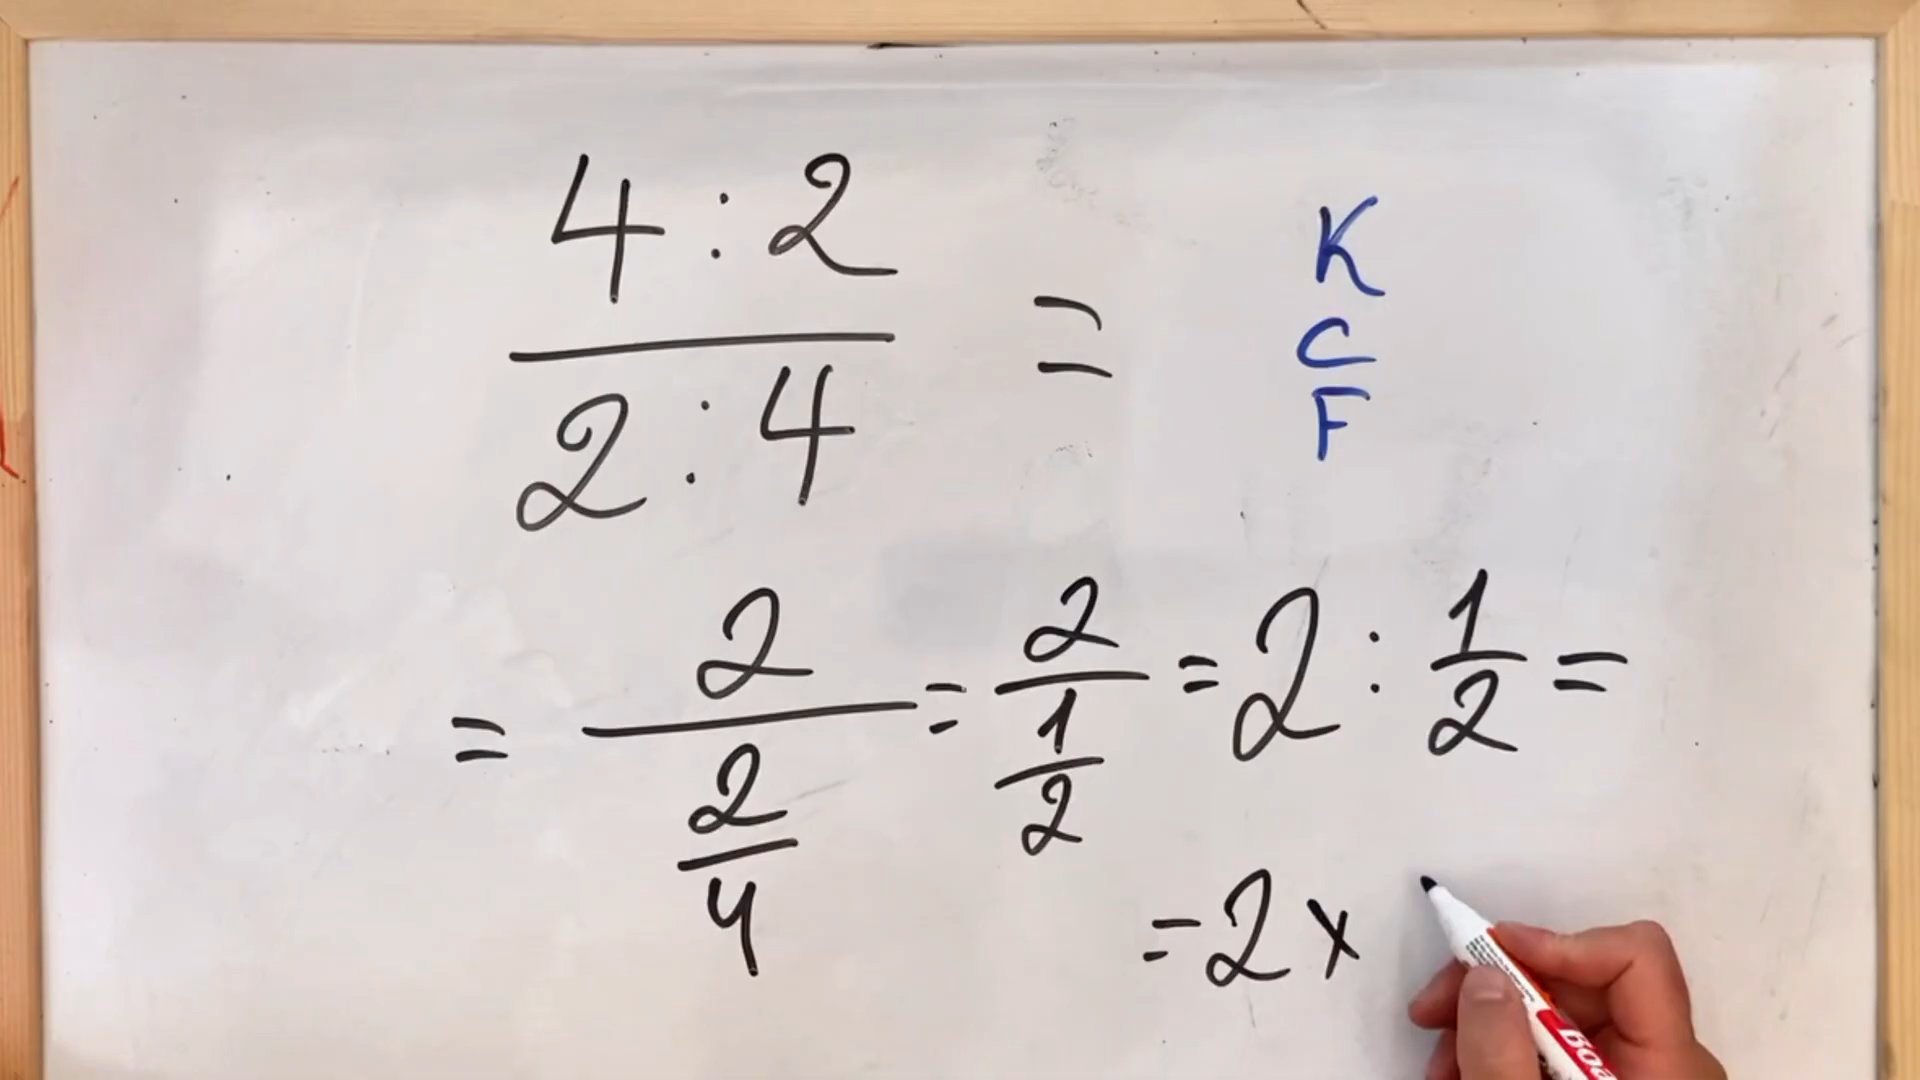 4 : 2
2 : 4
=
K
C
F
= 2 / 2/4 = 2 / 1/2 = 2 : 1/2 =
= 2 x